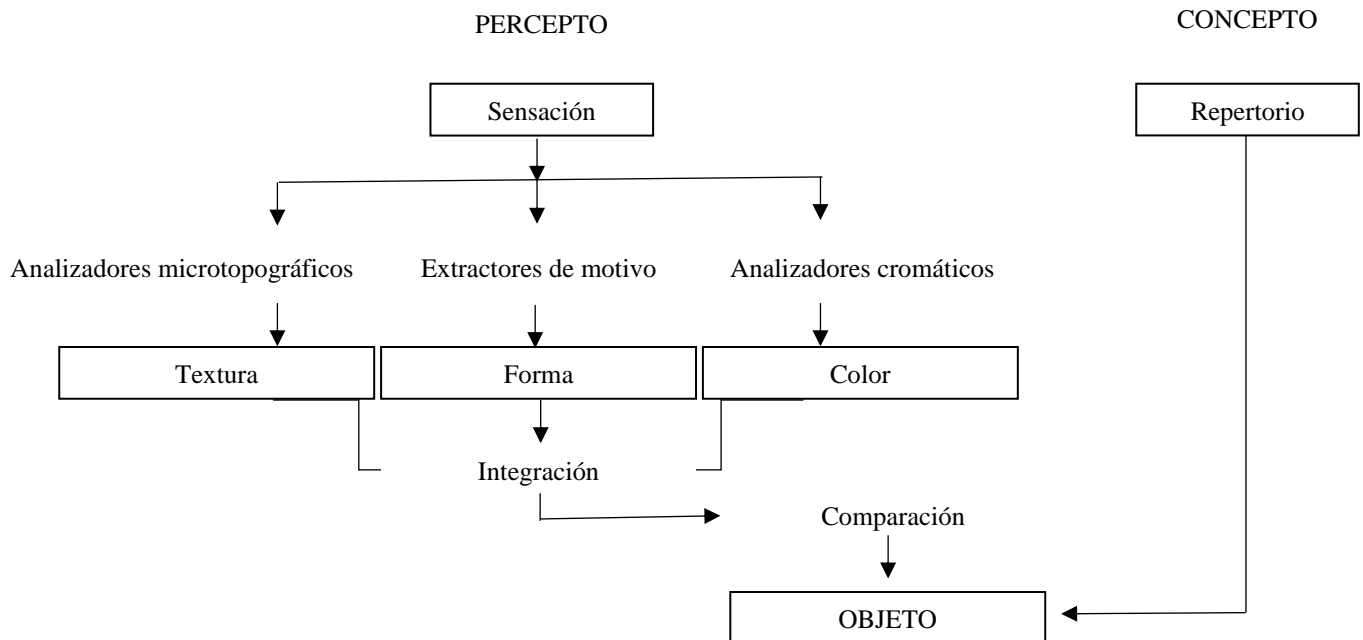 PERCEPTO
CONCEPTO
Sensación
Repertorio
Analizadores microtopográficos
Extractores de motivo
Analizadores cromáticos
Textura
Forma
Color
Integración
Comparación
OBJETO